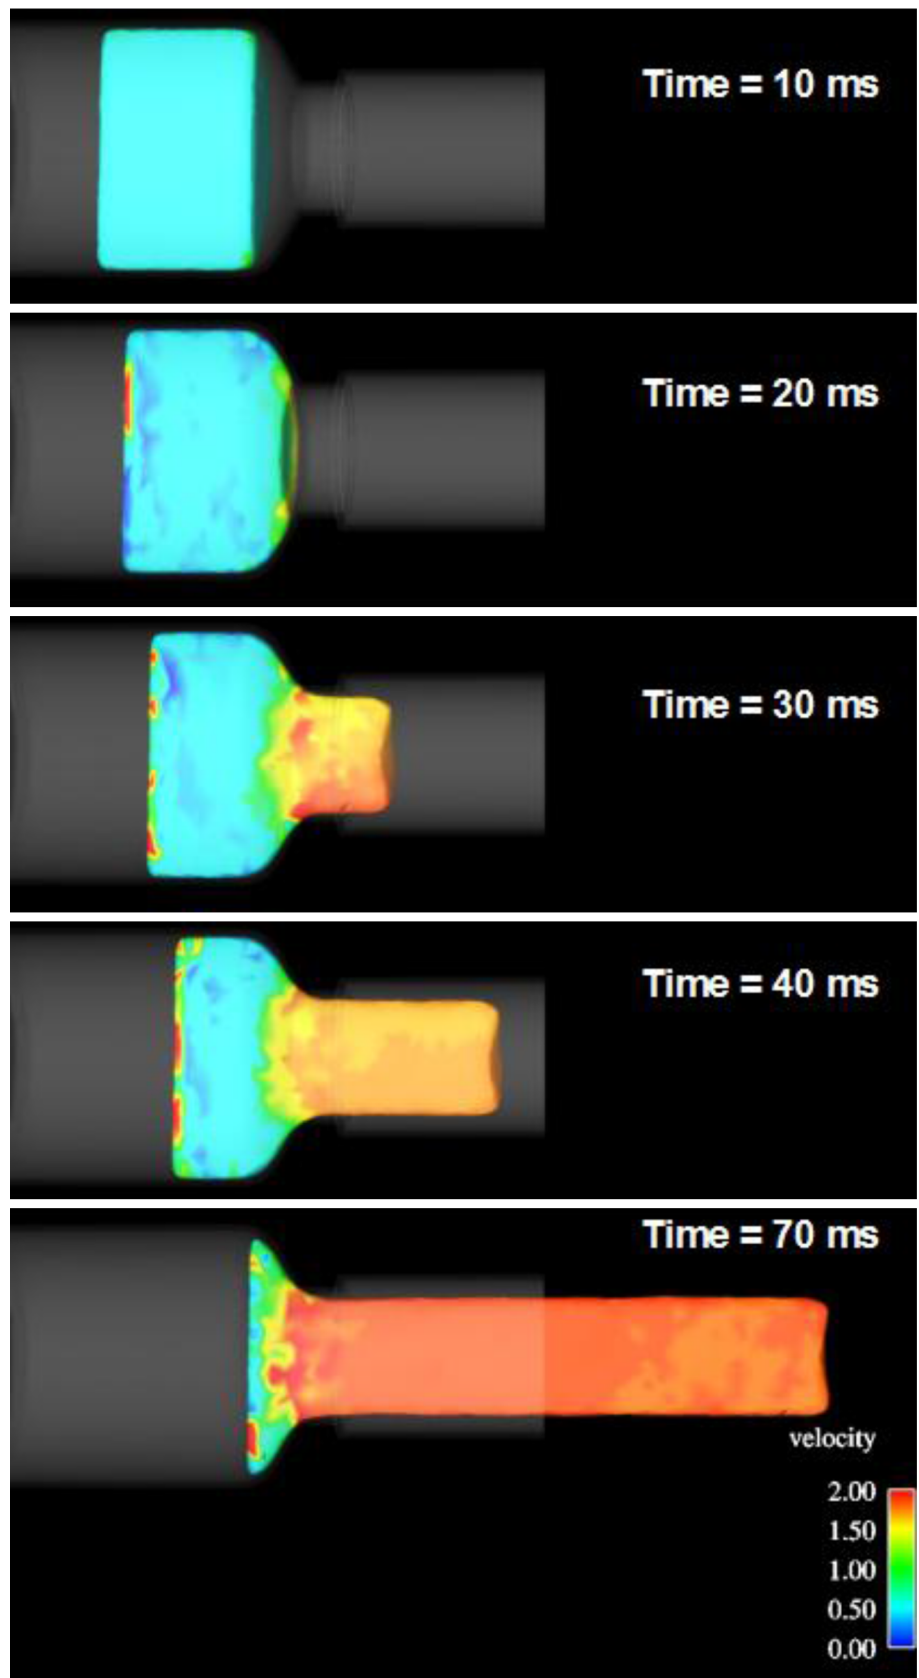 Time = 10 ms
Time = 20 ms
Time = 30 ms
Time = 40 ms
Time = 70 ms
velocity
2.00
1.50
1.00
0.50
0.00